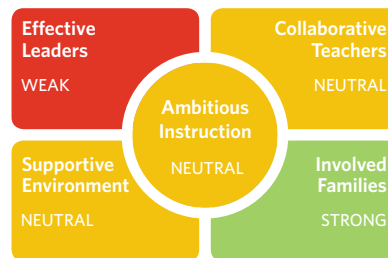 Effective
Leaders
WEAK
Collaborative
Teachers
NEUTRAL
Ambitious
Instruction
NEUTRAL
Supportive
Environment
NEUTRAL
Involved
Families
STRONG